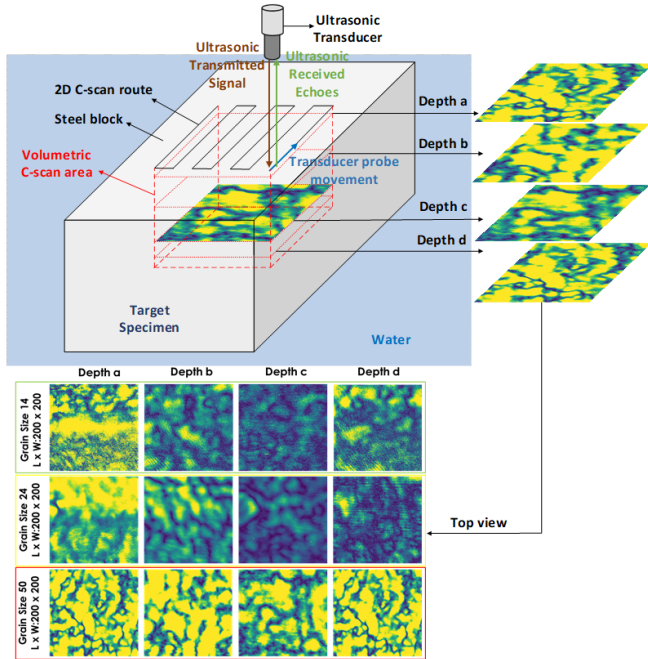 Ultrasonic
Transducer
Ultrasonic
Transmitted
Signal
Ultrasonic
Received
Echoes
2D C-scan route
Steel block
Volumetric
C-scan area
Transducer probe
movement
Depth a
Depth b
Depth c
Depth d
Target
Specimen
Water
Depth a
Depth b
Depth c
Depth d
Grain Size 14
L x W:200 x 200
Grain Size 24
L x W:200 x 200
Grain Size 50
L x W:200 x 200
Top view